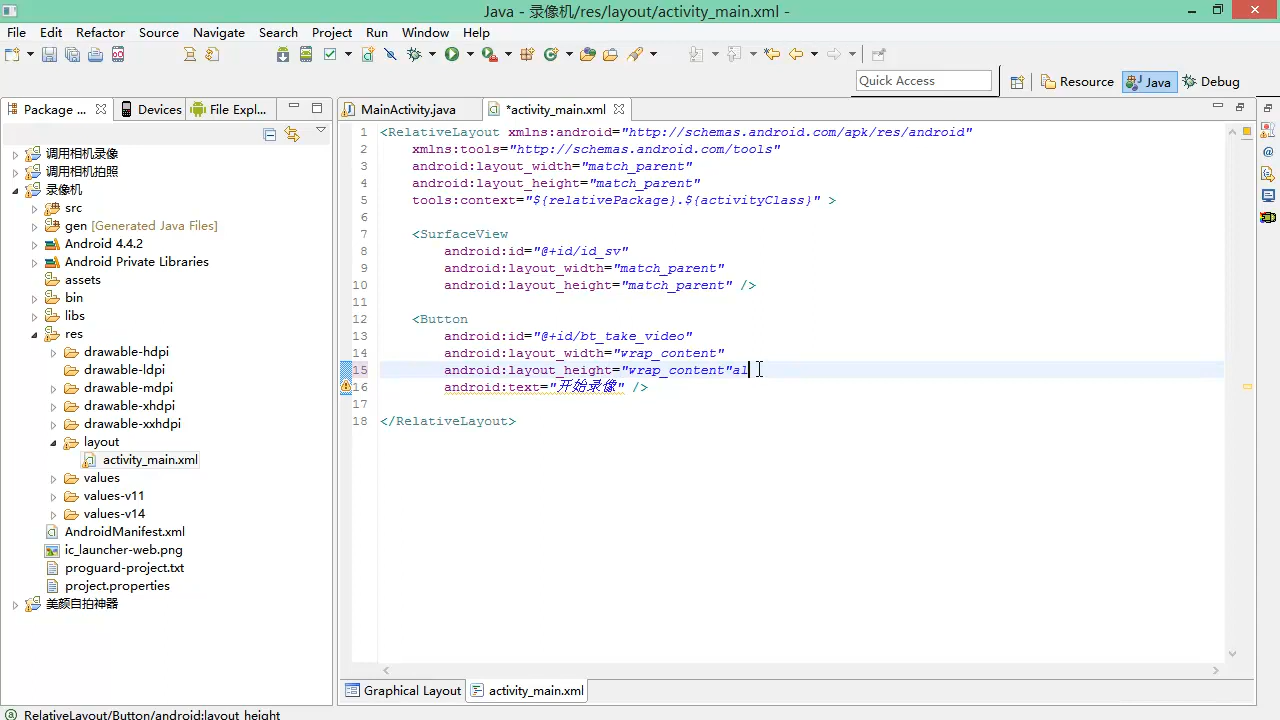 Java - 录像机/res/layout/activity_main.xml -
File Edit Refactor Source Navigate Search Project Run Window Help
Quick Access
Resource
Java
Debug
Package ...
Devices
File Expl...
MainActivity.java
*activity_main.xml
调用相机录像
调用相机拍照
录像机
src
gen [Generated Java Files]
Android 4.4.2
Android Private Libraries
assets
bin
libs
res
drawable-hdpi
drawable-ldpi
drawable-mdpi
drawable-xhdpi
drawable-xxhdpi
layout
activity_main.xml
values
values-v11
values-v14
AndroidManifest.xml
ic_launcher-web.png
proguard-project.txt
project.properties
美颜自拍神器
1 <RelativeLayout xmlns:android="http://schemas.android.com/apk/res/android"
2 xmlns:tools="http://schemas.android.com/tools"
3 android:layout_width="match_parent"
4 android:layout_height="match_parent"
5 tools:context="${relativePackage}.${activityClass}" >
6
7 <SurfaceView
8 android:id="@+id/id_sv"
9 android:layout_width="match_parent"
10 android:layout_height="match_parent" />
11
12 <Button
13 android:id="@+id/bt_take_video"
14 android:layout_width="wrap_content"
15 android:layout_height="wrap_content"al
16 android:text="开始录像" />
17
18 </RelativeLayout>
Graphical Layout
activity_main.xml
RelativeLayout/Button/android:layout_height